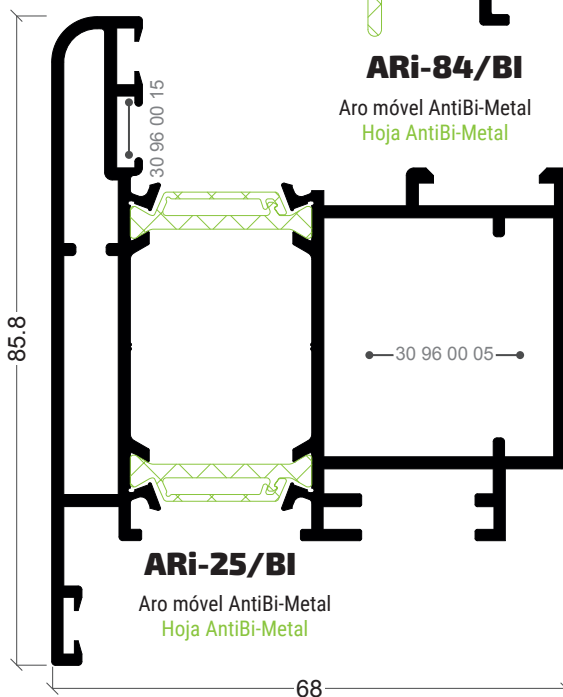 ARi-84/BI
Aro móvel AntiBi-Metal
Hoja AntiBi-Metal
30 96 00 15
85.8
30 96 00 05
ARi-25/BI
Aro móvel AntiBi-Metal
Hoja AntiBi-Metal
68